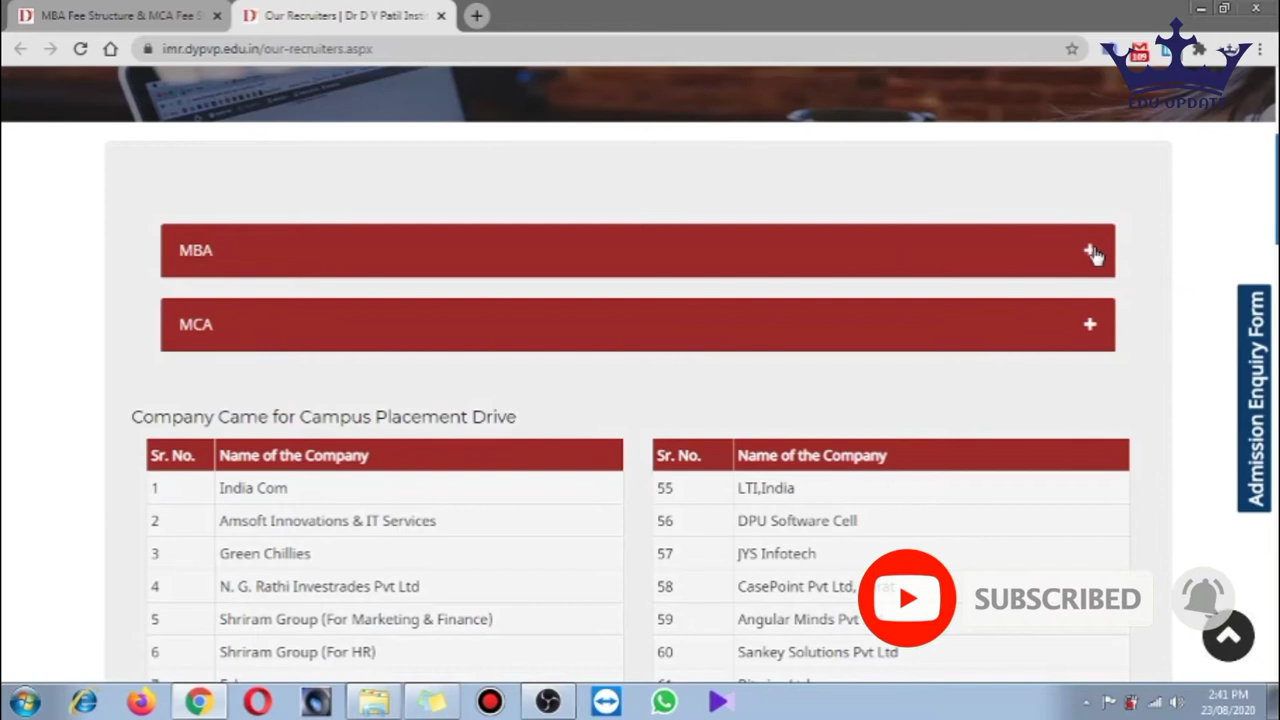 MBA Fee Structure & MCA Fee S
Our Recruiters | Dr D Y Patil Insti
imr.dypvp.edu.in/our-recruiters.aspx
109
EDU UPDATE
MBA
MCA
Admission Enquiry Form
Company Came for Campus Placement Drive
Sr. No. Name of the Company Sr. No. Name of the Company
1 India Com 55 LTI,India
2 Amsoft Innovations & IT Services 56 DPU Software Cell
3 Green Chillies 57 JYS Infotech
4 N. G. Rathi Investrades Pvt Ltd 58 CasePoint Pvt Ltd,
5 Shriram Group (For Marketing & Finance) 59 Angular Minds Pvt
6 Shriram Group (For HR) 60 Sankey Solutions Pvt Ltd
SUBSCRIBED
2:41 PM
23/08/2020